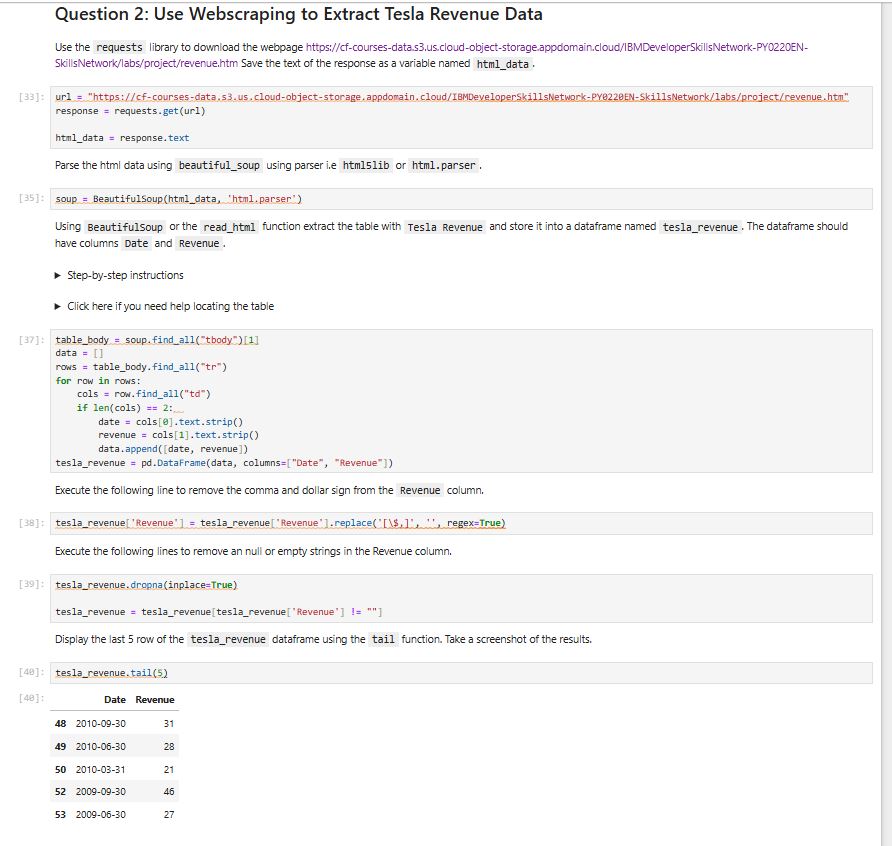 Question 2: Use Webscraping to Extract Tesla Revenue Data
Use the requests library to download the webpage https://cf-courses-data.s3.us.cloud-object-storage.appdomain.cloud/IBMDeveloperSkillsNetwork-PY0220EN-
SkillsNetwork/labs/project/revenue.htm Save the text of the response as a variable named html_data .
[33]: url = "https://cf-courses-data.s3.us.cloud-object-storage.appdomain.cloud/IBMDeveloperSkillsNetwork-PY0220EN-SkillsNetwork/labs/project/revenue.htm"
response = requests.get(url)
html_data = response.text
Parse the html data using beautiful_soup using parser i.e html5lib or html.parser .
[35]: soup = BeautifulSoup(html_data, 'html.parser')
Using BeautifulSoup or the read_html function extract the table with Tesla Revenue and store it into a dataframe named tesla_revenue . The dataframe should
have columns Date and Revenue .
▶ Step-by-step instructions
▶ Click here if you need help locating the table
[37]: table_body = soup.find_all("tbody")[1]
data = []
rows = table_body.find_all("tr")
for row in rows:
    cols = row.find_all("td")
    if len(cols) == 2:
        date = cols[0].text.strip()
        revenue = cols[1].text.strip()
        data.append([date, revenue])
tesla_revenue = pd.DataFrame(data, columns=["Date", "Revenue"])
Execute the following line to remove the comma and dollar sign from the Revenue column.
[38]: tesla_revenue['Revenue'] = tesla_revenue['Revenue'].replace('[\$,]', '', regex=True)
Execute the following lines to remove an null or empty strings in the Revenue column.
[39]: tesla_revenue.dropna(inplace=True)
tesla_revenue = tesla_revenue[tesla_revenue['Revenue'] != ""]
Display the last 5 row of the tesla_revenue dataframe using the tail function. Take a screenshot of the results.
[40]: tesla_revenue.tail(5)
[40]: Date Revenue
48 2010-09-30 31
49 2010-06-30 28
50 2010-03-31 21
52 2009-09-30 46
53 2009-06-30 27